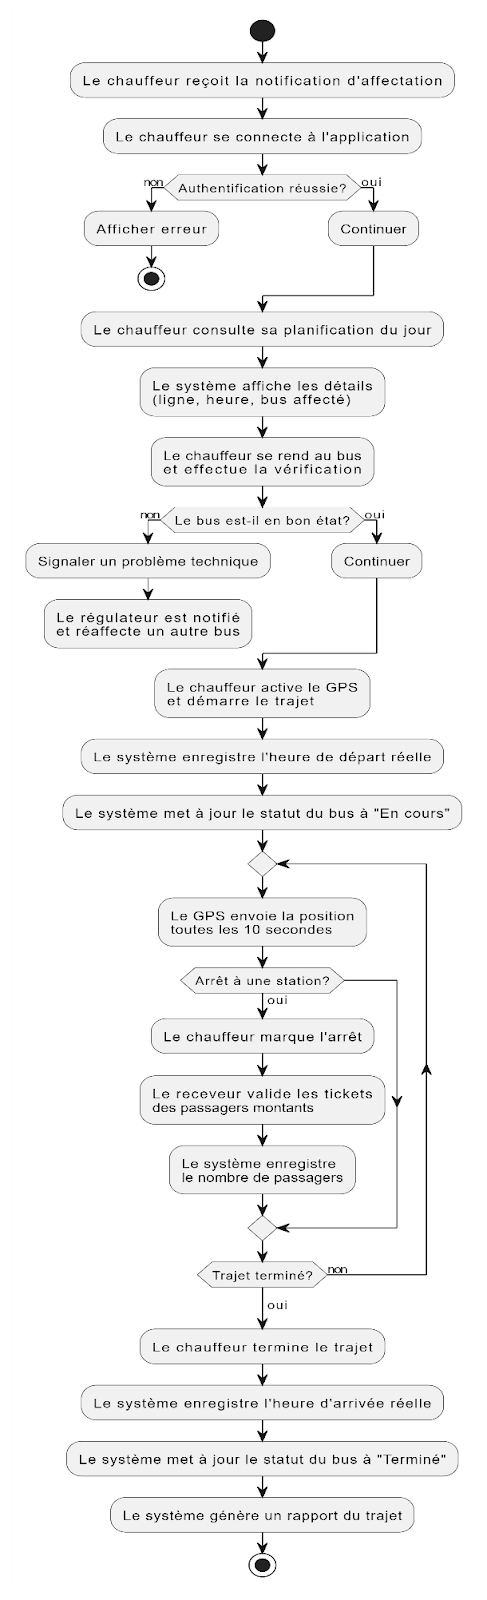 Le chauffeur reçoit la notification d'affectation
Le chauffeur se connecte à l'application
non
Authentification réussie?
oui
Afficher erreur
Continuer
Le chauffeur consulte sa planification du jour
Le système affiche les détails
(ligne, heure, bus affecté)
Le chauffeur se rend au bus
et effectue la vérification
non
Le bus est-il en bon état?
oui
Signaler un problème technique
Continuer
Le régulateur est notifié
et réaffecte un autre bus
Le chauffeur active le GPS
et démarre le trajet
Le système enregistre l'heure de départ réelle
Le système met à jour le statut du bus à "En cours"
Le GPS envoie la position
toutes les 10 secondes
Arrêt à une station?
oui
Le chauffeur marque l'arrêt
Le receveur valide les tickets
des passagers montants
Le système enregistre
le nombre de passagers
Trajet terminé?
non
oui
Le chauffeur termine le trajet
Le système enregistre l'heure d'arrivée réelle
Le système met à jour le statut du bus à "Terminé"
Le système génère un rapport du trajet